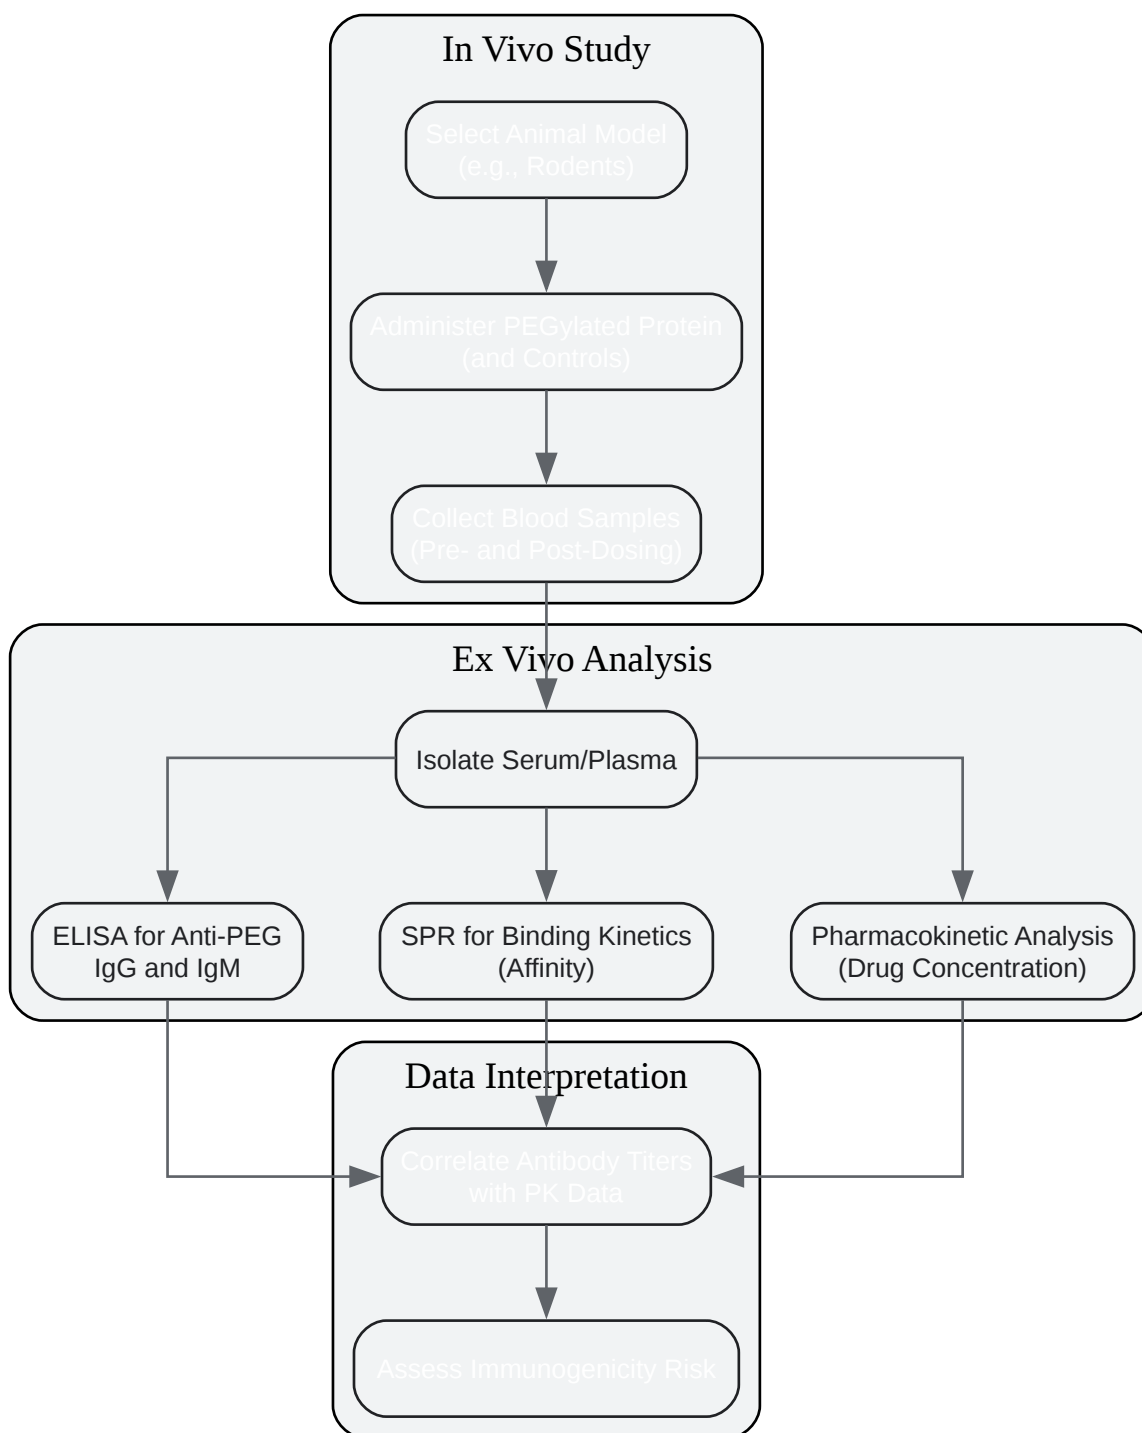 In Vivo Study
Select Animal Model
(e.g., Rodents)
Administer PEGylated Protein
(and Controls)
Collect Blood Samples
(Pre- and Post-Dosing)
Ex Vivo Analysis
Isolate Serum/Plasma
ELISA for Anti-PEG
IgG and IgM
SPR for Binding Kinetics
(Affinity)
Pharmacokinetic Analysis
(Drug Concentration)
Data Interpretation
Correlate Antibody Titers
with PK Data
Assess Immunogenicity Risk